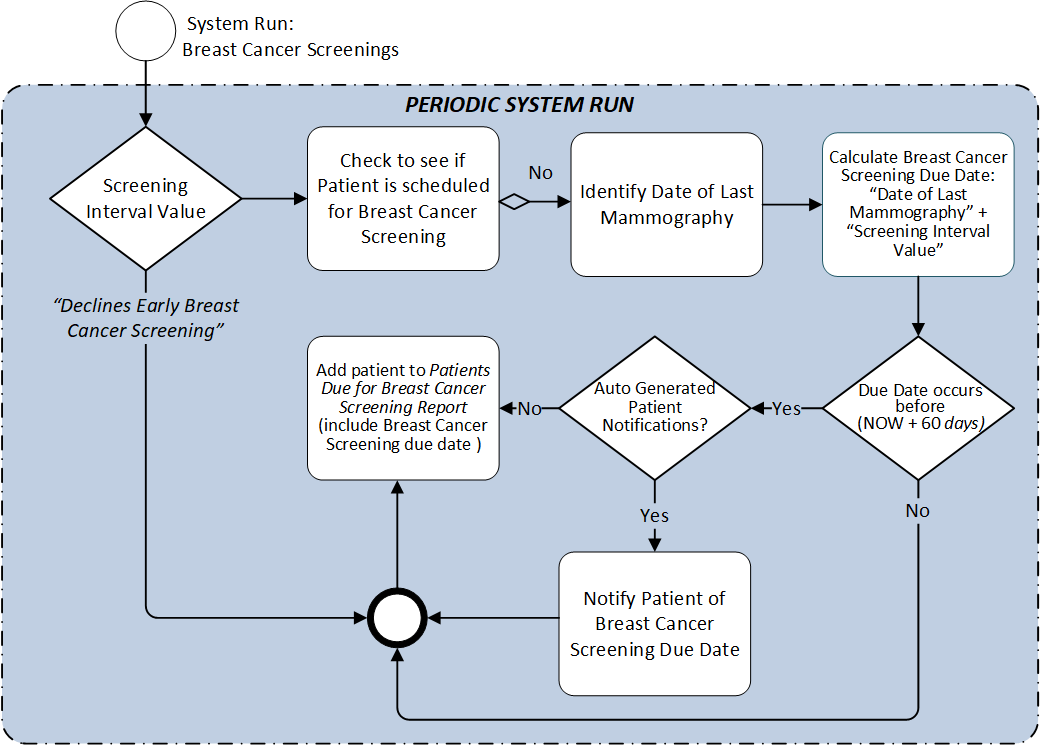 System Run:
Breast Cancer Screenings
PERIODIC SYSTEM RUN
Screening
Interval Value
Check to see if
Patient is scheduled
for Breast Cancer
Screening
No
Identify Date of Last
Mammography
Calculate Breast Cancer
Screening Due Date:
“Date of Last
Mammography” +
“Screening Interval
Value”
“Declines Early Breast
Cancer Screening”
Add patient to Patients
Due for Breast Cancer
Screening Report
(include Breast Cancer
Screening due date )
No
Auto Generated
Patient
Notifications?
Yes
Due Date occurs
before
(NOW + 60 days)
Yes
No
Notify Patient of
Breast Cancer
Screening Due Date